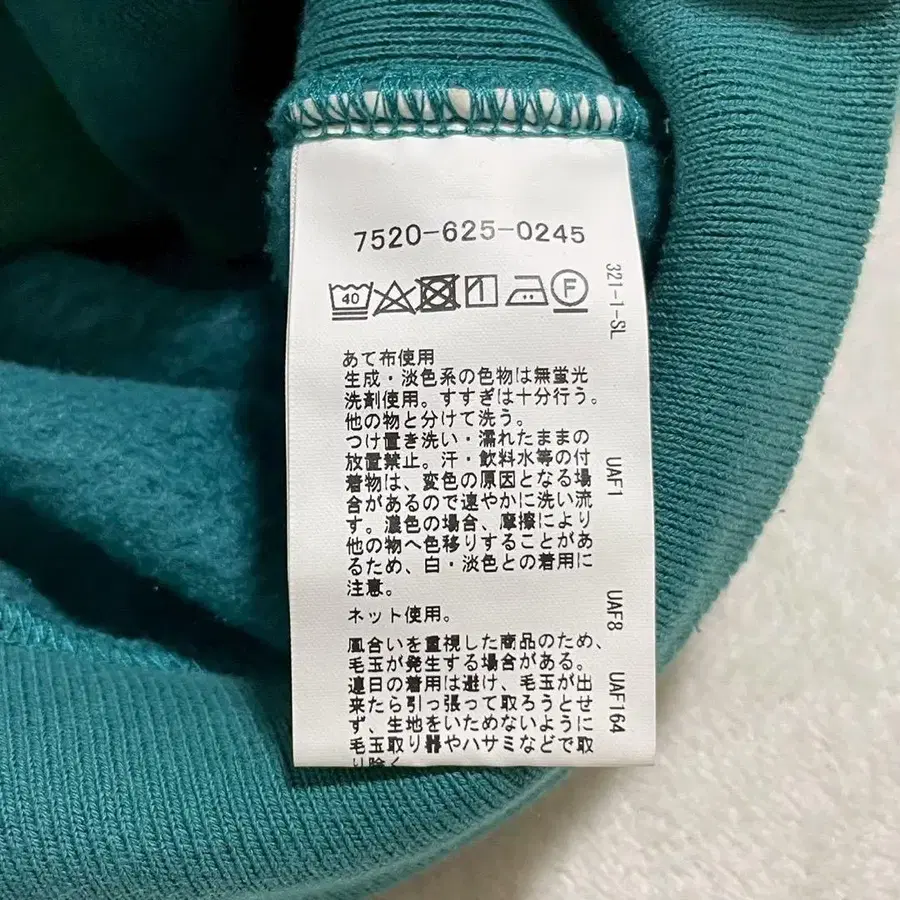 7520-625-0245
40 F
321-I-SL
あて布使用
生成・淡色系の色物は無蛍光
洗剤使用。すすぎは十分行う。
他の物と分けて洗う。
つけ置き洗い・濡れたままの
放置禁止。汗・飲料水等の付
着物は、変色の原因となる場
合があるので速やかに洗い流
す。濃色の場合、摩擦により
他の物へ色移りすることがあ
るため、白・淡色との着用に
注意。
ネット使用。
風合いを重視した商品のため、
毛玉が発生する場合がある。
連日の着用は避け、毛玉が出
来たら引っ張って取ろうとせ
ず、生地をいためないように
毛玉取り器やハサミなどで取
り除く
UAF1
UAF8
UAF164